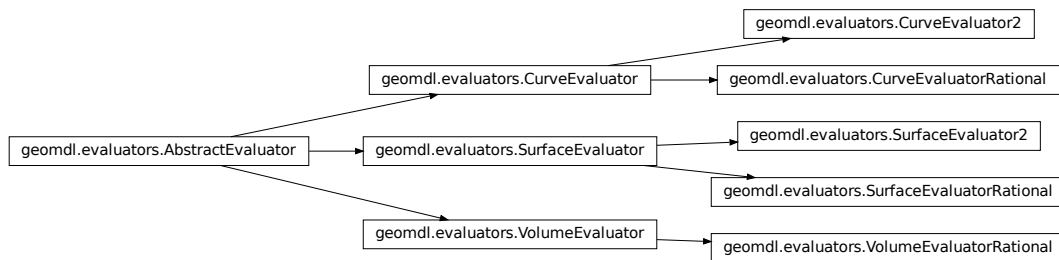 geomdl.evaluators.CurveEvaluator2
geomdl.evaluators.CurveEvaluator
geomdl.evaluators.CurveEvaluatorRational
geomdl.evaluators.AbstractEvaluator
geomdl.evaluators.SurfaceEvaluator
geomdl.evaluators.SurfaceEvaluator2
geomdl.evaluators.SurfaceEvaluatorRational
geomdl.evaluators.VolumeEvaluator
geomdl.evaluators.VolumeEvaluatorRational